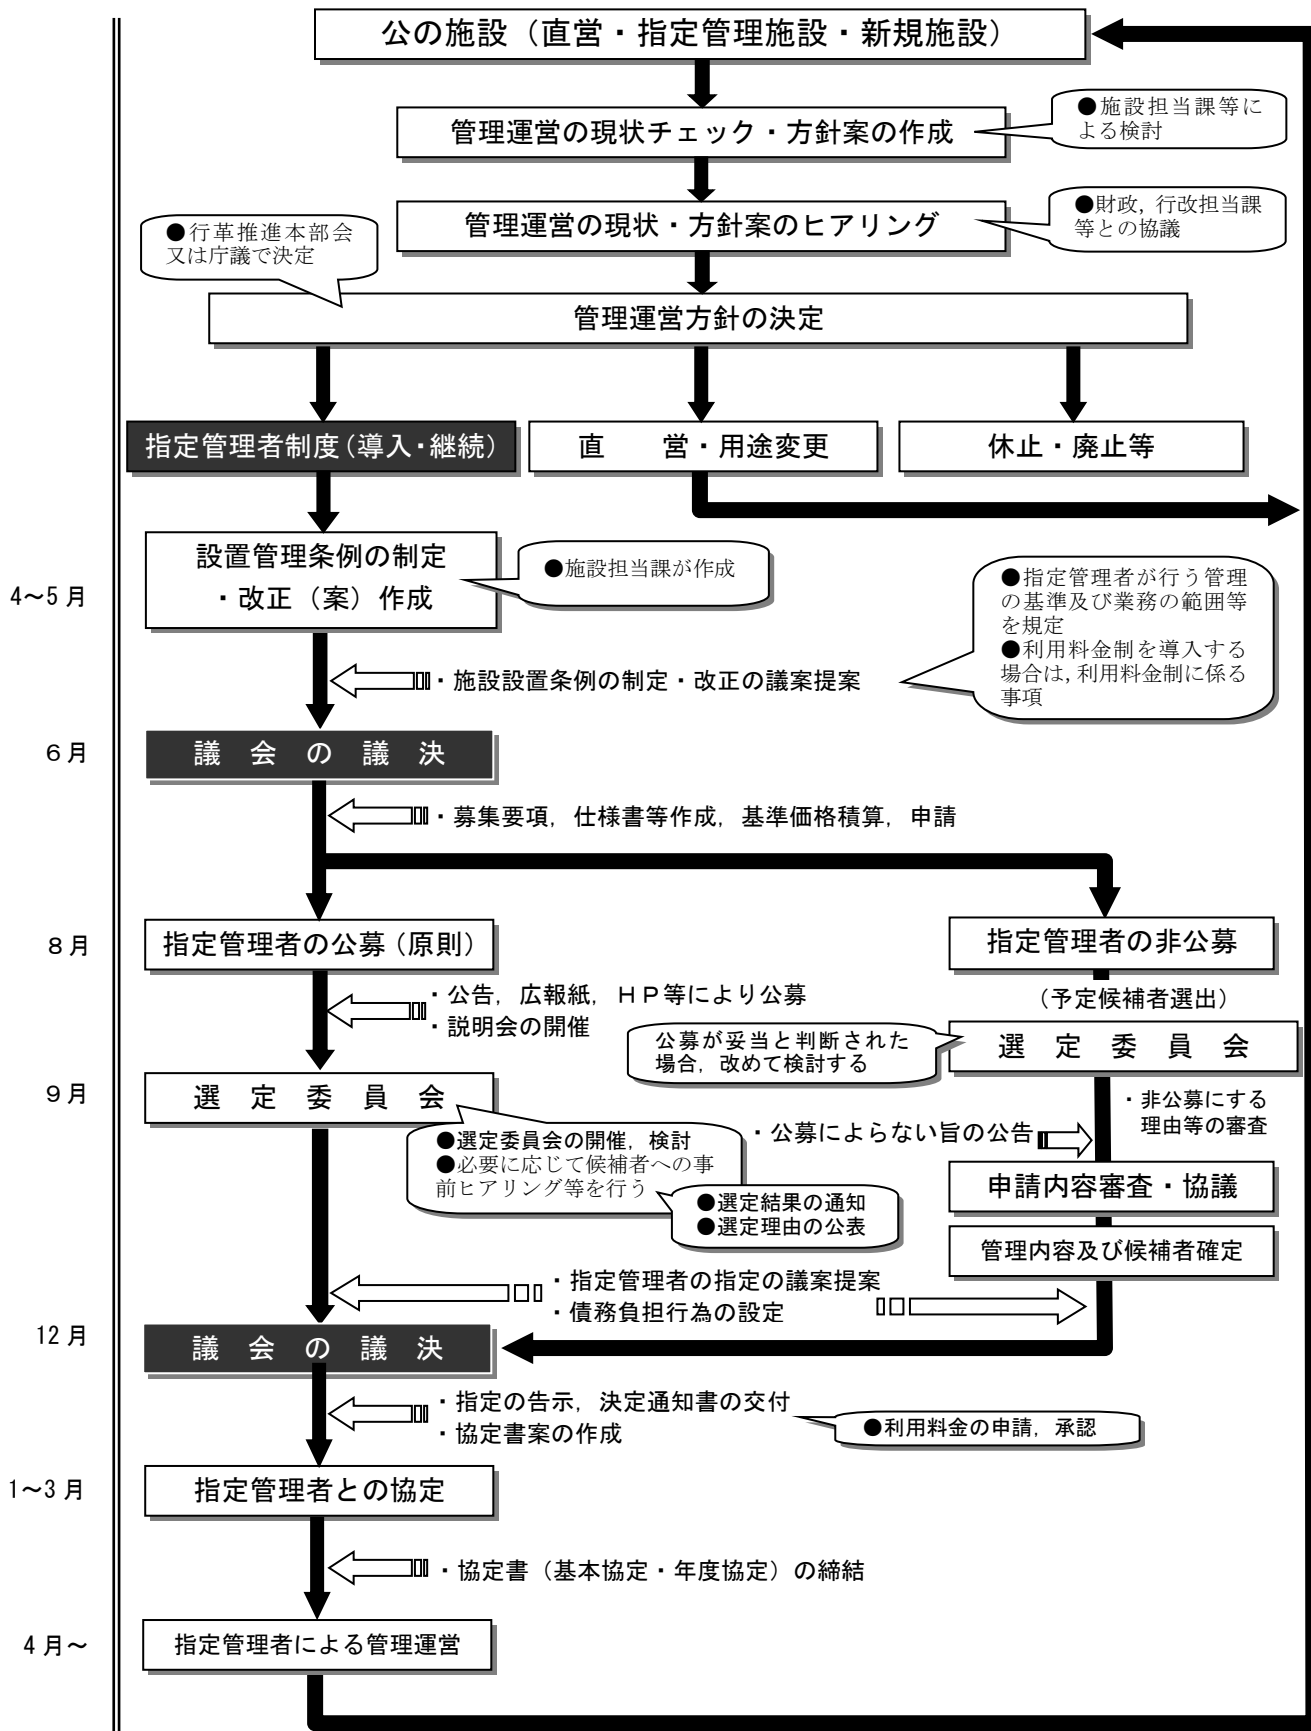 公の施設（直営・指定管理施設・新規施設）
管理運営の現状チェック・方針案の作成
●施設担当課等に
よる検討
管理運営の現状・方針案のヒアリング
●財政，行改担当課
等との協議
●行革推進本部会
又は庁議で決定
管理運営方針の決定
指定管理者制度（導入・継続）
直　　営・用途変更
休止・廃止等
4～5月
設置管理条例の制定
・改正（案）作成
●施設担当課が作成
●指定管理者が行う管理
の基準及び業務の範囲等
を規定
●利用料金制を導入する
場合は，利用料金制に係る
事項
・施設設置条例の制定・改正の議案提案
６月
議　会　の　議　決
・募集要項，仕様書等作成，基準価格積算，申請
８月
指定管理者の公募（原則）
指定管理者の非公募
・公告，広報紙，ＨＰ等により公募
・説明会の開催
（予定候補者選出）
公募が妥当と判断された
場合，改めて検討する
選　定　委　員　会
９月
選　定　委　員　会
・非公募にする
理由等の審査
●選定委員会の開催，検討
●必要に応じて候補者への事
前ヒアリング等を行う
・公募によらない旨の公告
●選定結果の通知
●選定理由の公表
申請内容審査・協議
管理内容及び候補者確定
・指定管理者の指定の議案提案
・債務負担行為の設定
12月
議　会　の　議　決
・指定の告示，決定通知書の交付
・協定書案の作成
●利用料金の申請，承認
1～3月
指定管理者との協定
・協定書（基本協定・年度協定）の締結
4月～
指定管理者による管理運営